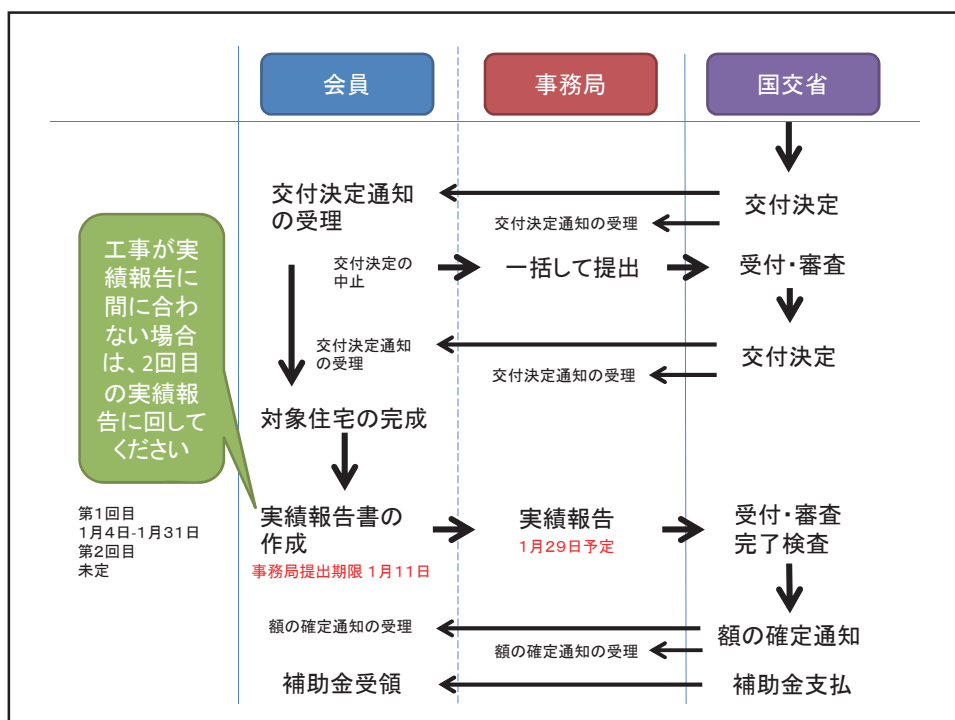 会員
事務局
国交省
交付決定通知
の受理
交付決定通知の受理
交付決定
工事が実
績報告に
間に合わ
ない場合
は、2回目
の実績報
告に回して
ください
交付決定の
中止
一括して提出
受付・審査
交付決定通知
の受理
交付決定通知の受理
交付決定
対象住宅の完成
第1回目
1月4日-1月31日
第2回目
未定
実績報告書の
作成
事務局提出期限 1月11日
実績報告
1月29日予定
受付・審査
完了検査
額の確定通知の受理
額の確定通知の受理
額の確定通知
補助金受領
補助金支払